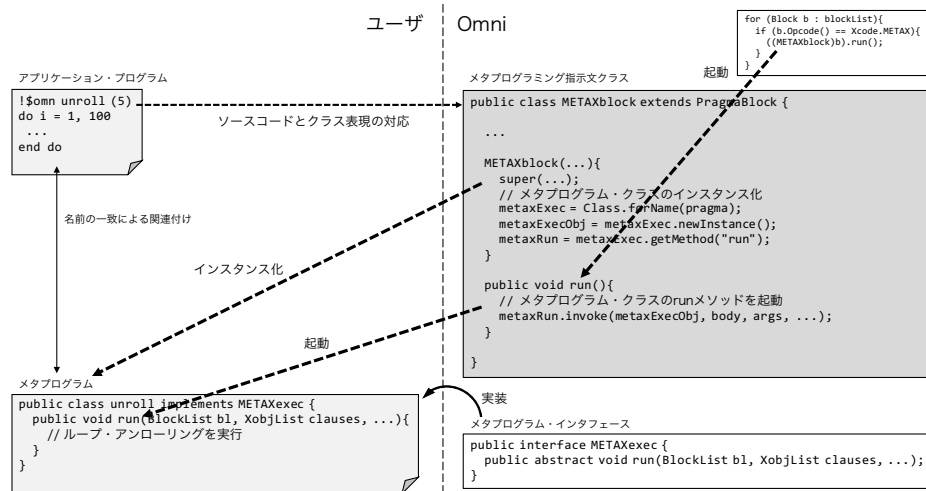 ユーザ
Omni
for (Block b : blockList){
if (b.Opcode() == Xcode.METAX){
((METAXblock)b).run();
}
}
起動
アプリケーション・プログラム
!$omn unroll (5)
do i = 1, 100
...
end do
ソースコードとクラス表現の対応
メタプログラミング指示文クラス
public class METAXblock extends PragmaBlock {
...
METAXblock(...){
super(...);
// メタプログラム・クラスのインスタンス化
metaxExec = Class.forName(pragma);
metaxExecObj = metaxExec.newInstance();
metaxRun = metaxExec.getMethod("run");
}
public void run(){
// メタプログラム・クラスのrunメソッドを起動
metaxRun.invoke(metaxExecObj, body, args, ...);
}
}
名前の一致による関連付け
インスタンス化
起動
メタプログラム
public class unroll implements METAXexec {
public void run(BlockList bl, XobjList clauses, ...){
// ループ・アンローリングを実行
}
}
実装
メタプログラム・インタフェース
public interface METAXexec {
public abstract void run(BlockList bl, XobjList clauses, ...);
}